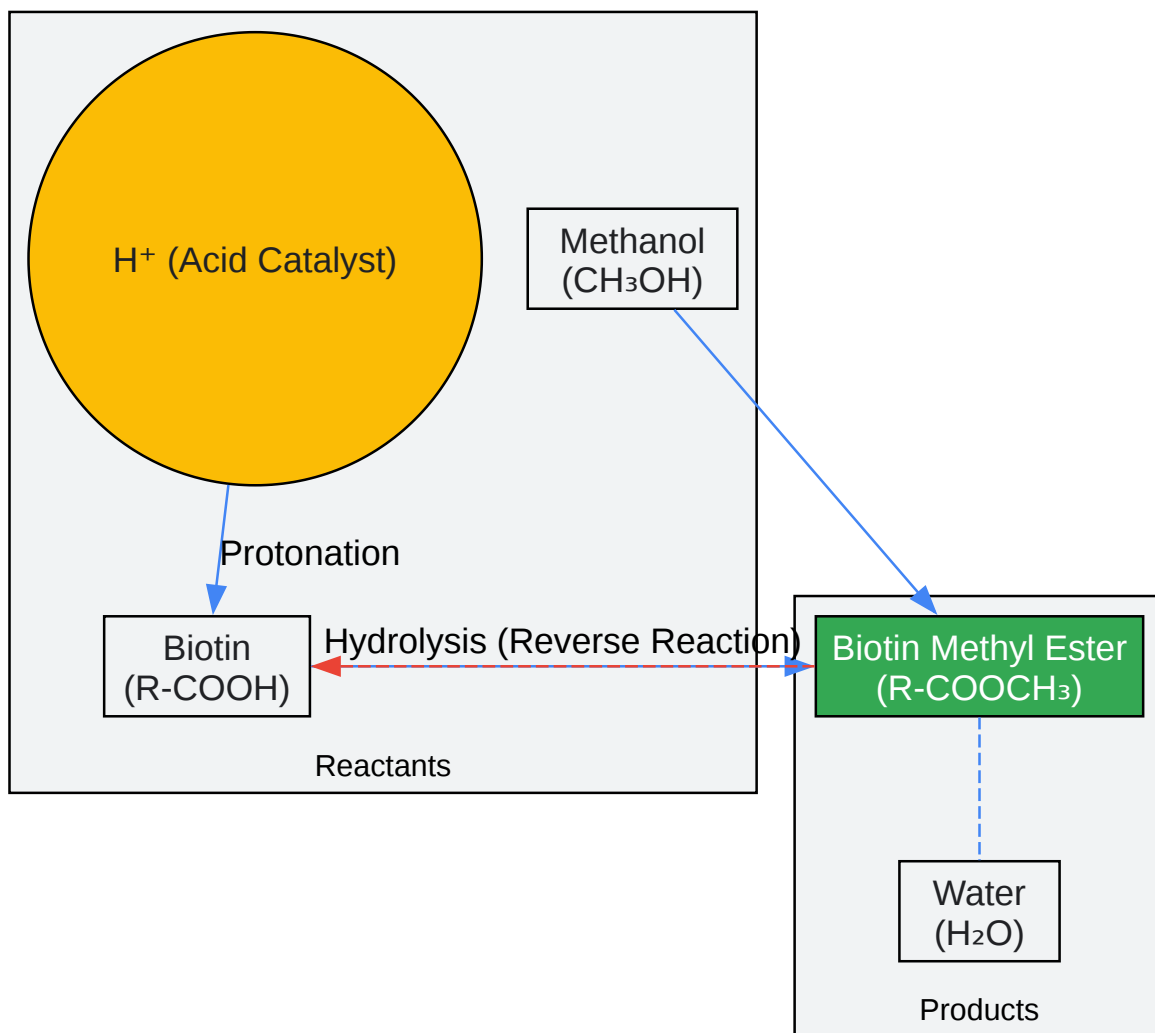 H⁺ (Acid Catalyst)
Methanol
(CH₃OH)
Protonation
Hydrolysis (Reverse Reaction)
Biotin
(R-COOH)
Biotin Methyl Ester
(R-COOCH₃)
Reactants
Water
(H₂O)
Products